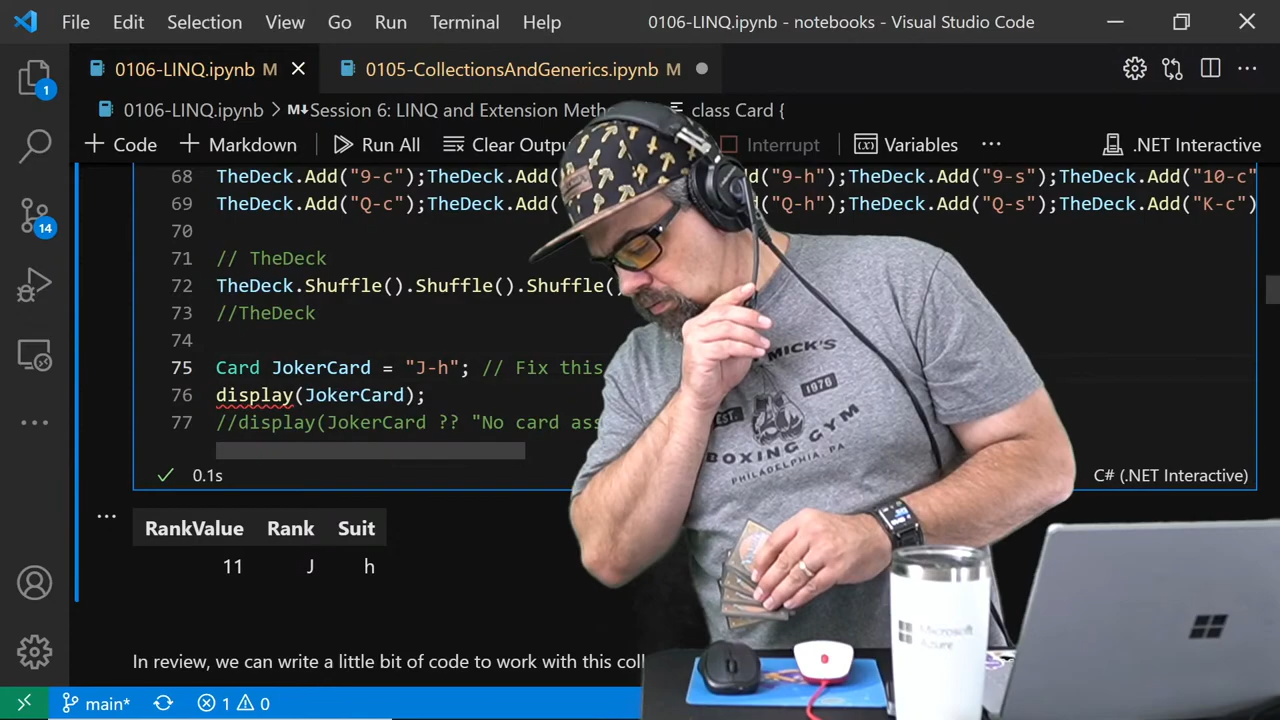 File Edit Selection View Go Run Terminal Help 0106-LINQ.ipynb - notebooks - Visual Studio Code
0106-LINQ.ipynb M 0105-CollectionsAndGenerics.ipynb M
0106-LINQ.ipynb > M↓Session 6: LINQ and Extension Meth class Card {
+ Code + Markdown Run All Clear Outpu Interrupt Variables ... .NET Interactive
68 TheDeck.Add("9-c");TheDeck.Add( d("9-h");TheDeck.Add("9-s");TheDeck.Add("10-c"
69 TheDeck.Add("Q-c");TheDeck.Add( ("Q-h");TheDeck.Add("Q-s");TheDeck.Add("K-c")
70
71 // TheDeck
72 TheDeck.Shuffle().Shuffle().Shuffle()
73 //TheDeck
74
75 Card JokerCard = "J-h"; // Fix this
76 display(JokerCard);
77 //display(JokerCard ?? "No card ass
0.1s C# (.NET Interactive)
RankValue Rank Suit
11 J h
In review, we can write a little bit of code to work with this coll
main* 1 0
1
14
MICK'S
EST. 1976
BOXING GYM
PHILADELPHIA, PA
Microsoft
Azure